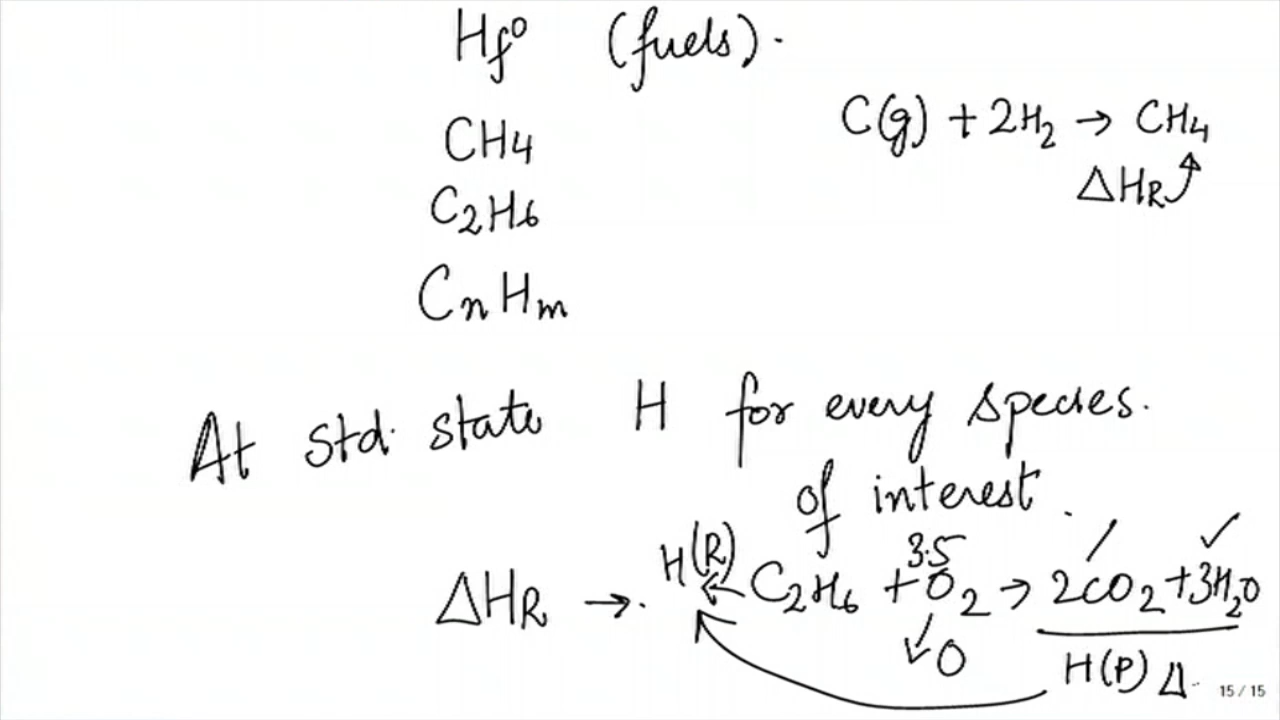 Hf° (fuels).
C(g) + 2H₂ → CH₄
CH₄
ΔHR
C₂H₆
CnHm
At std. state H for every species.
of interest.
H(R)
3.5
ΔHR → C₂H₆ + O₂ → 2CO₂ + 3H₂O
O
H(P) Δ
15 / 15